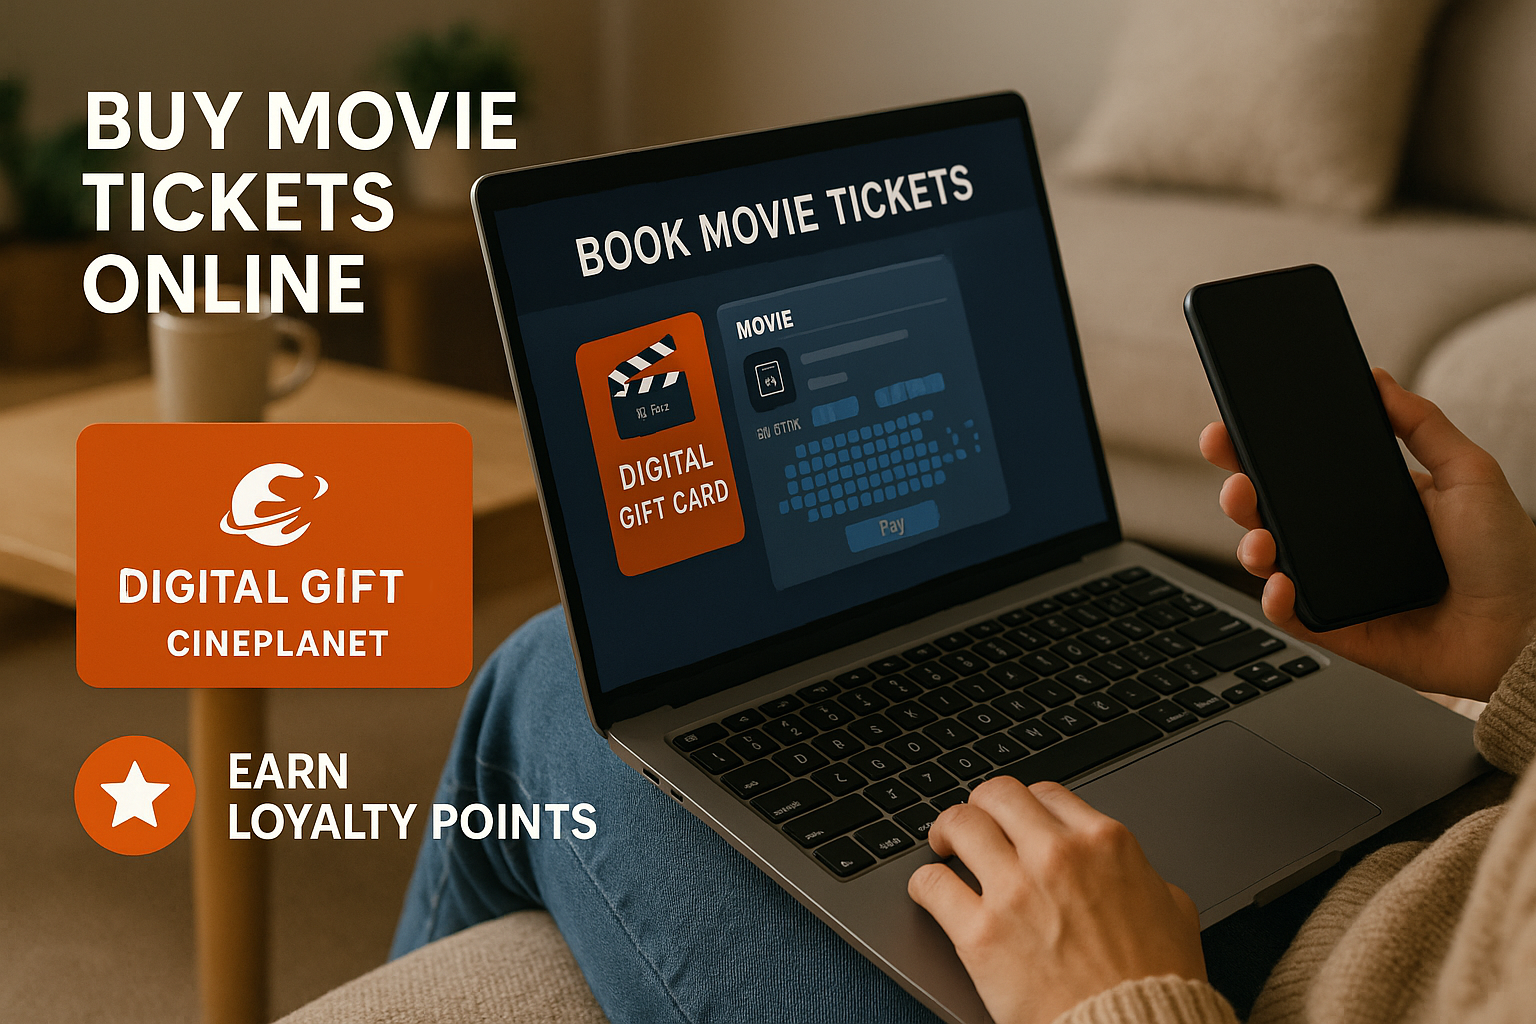 BUY MOVIE
TICKETS
ONLINE
DIGITAL GIFT
CINEPLANET
EARN
LOYALTY POINTS
BOOK MOVIE TICKETS
DIGITAL
GIFT CARD
MOVIE
Pay